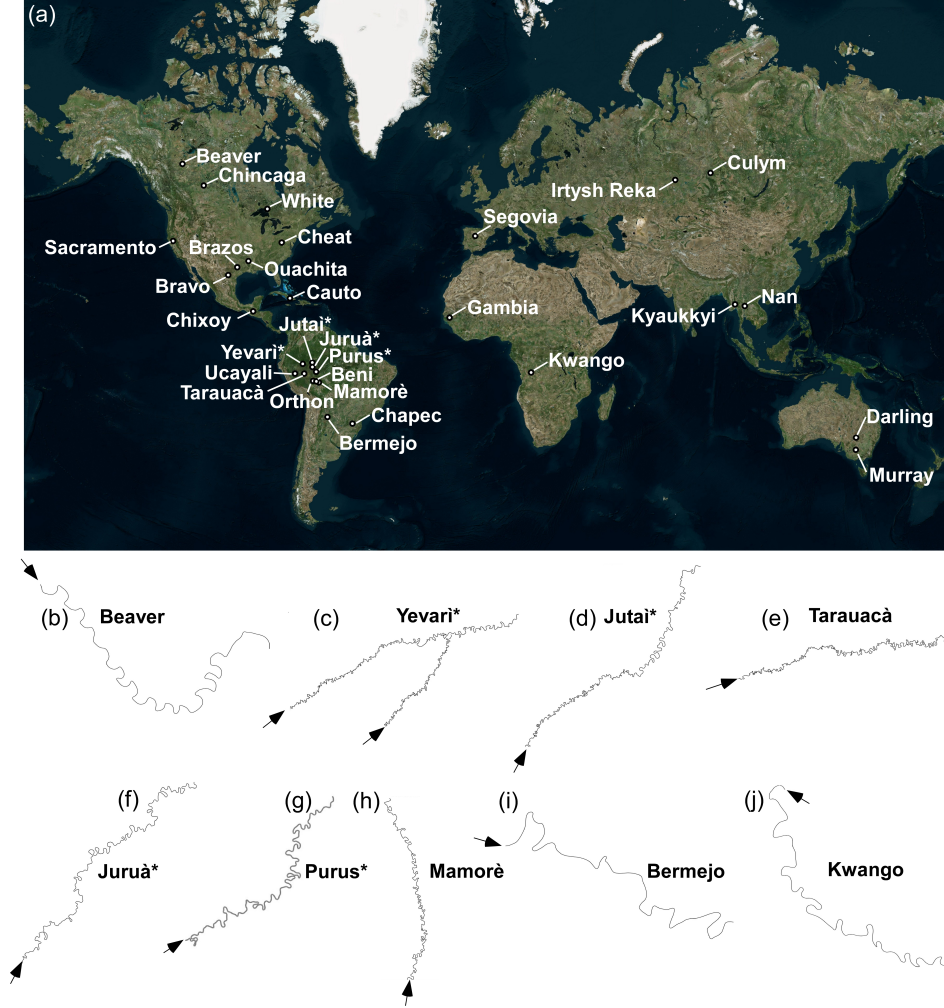 (a)
Beaver
Chincaga
Culym
Irtysh Reka
White
Segovia
Cheat
Sacramento
Brazos
Ouachita
Bravo
Cauto
Nan
Gambia
Kyaukkyi
Chixoy
Jutaì*
Juruà*
Yevarì*
Purus*
Kwango
Ucayali
Beni
Tarauacà
Mamorè
Orthon
Chapec
Darling
Bermejo
Murray
(b) Beaver
(c) Yevarì*
(d) Jutaì*
(e) Tarauacà
(f) Juruà*
(g) Purus*
(h) Mamorè
(i) Bermejo
(j) Kwango